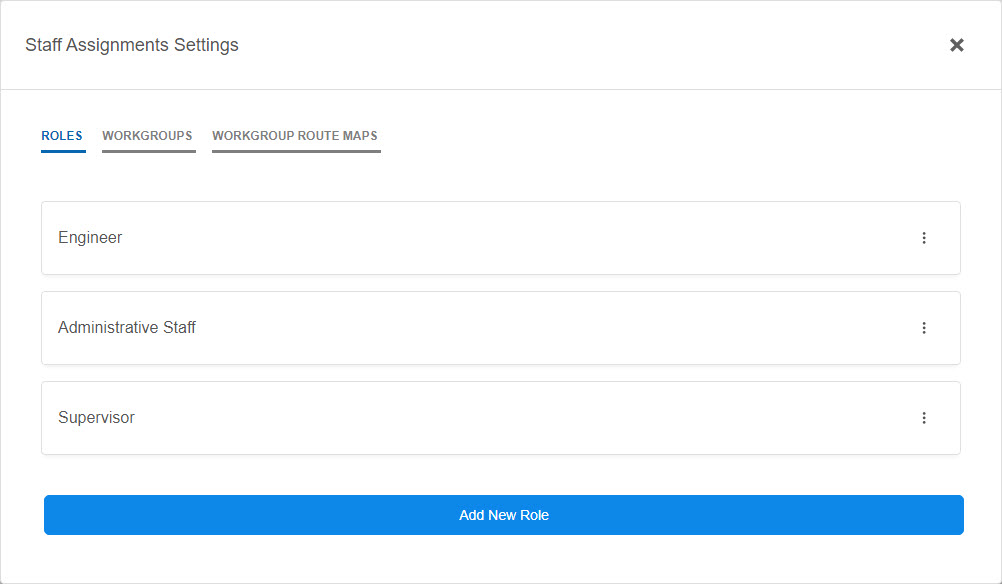 Staff Assignments Settings
ROLES WORKGROUPS WORKGROUP ROUTE MAPS
Engineer
Administrative Staff
Supervisor
Add New Role